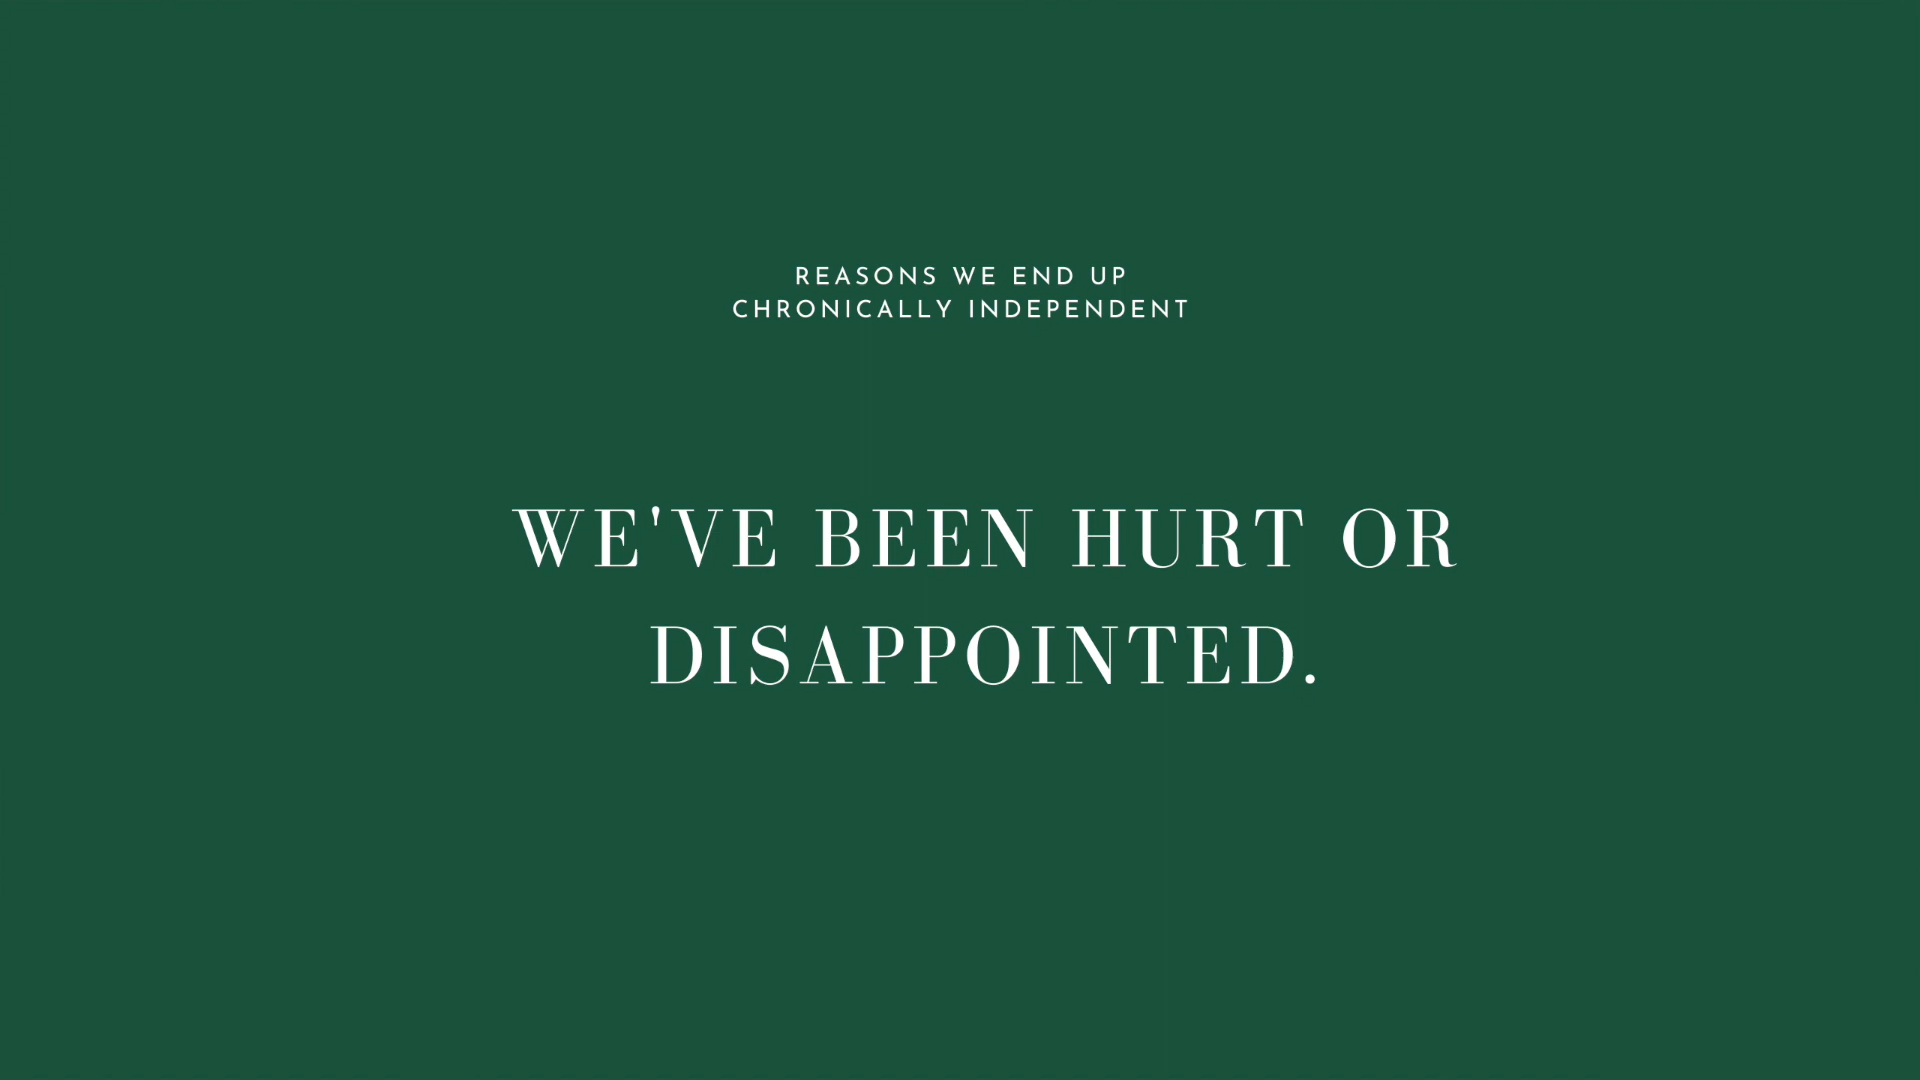 REASONS WE END UP
CHRONICALLY INDEPENDENT
WE'VE BEEN HURT OR
DISAPPOINTED.